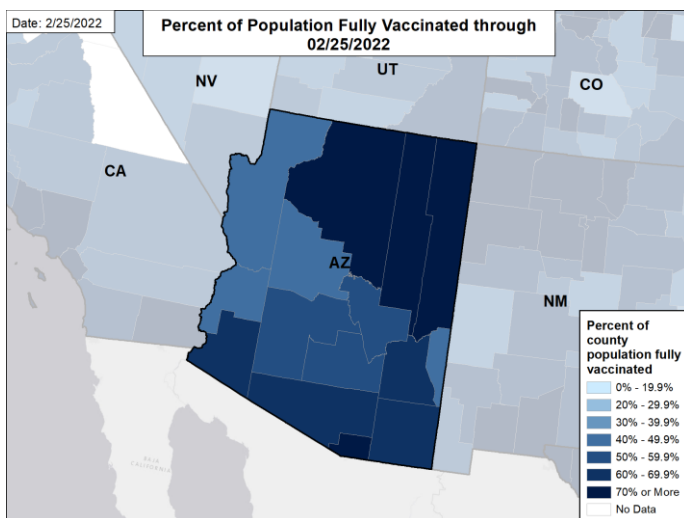 Date: 2/25/2022
Percent of Population Fully Vaccinated through
02/25/2022
NV
UT
CO
CA
AZ
NM
BAJA
CALIFORNIA
Percent of
county
population fully
vaccinated
0% - 19.9%
20% - 29.9%
30% - 39.9%
40% - 49.9%
50% - 59.9%
60% - 69.9%
70% or More
No Data